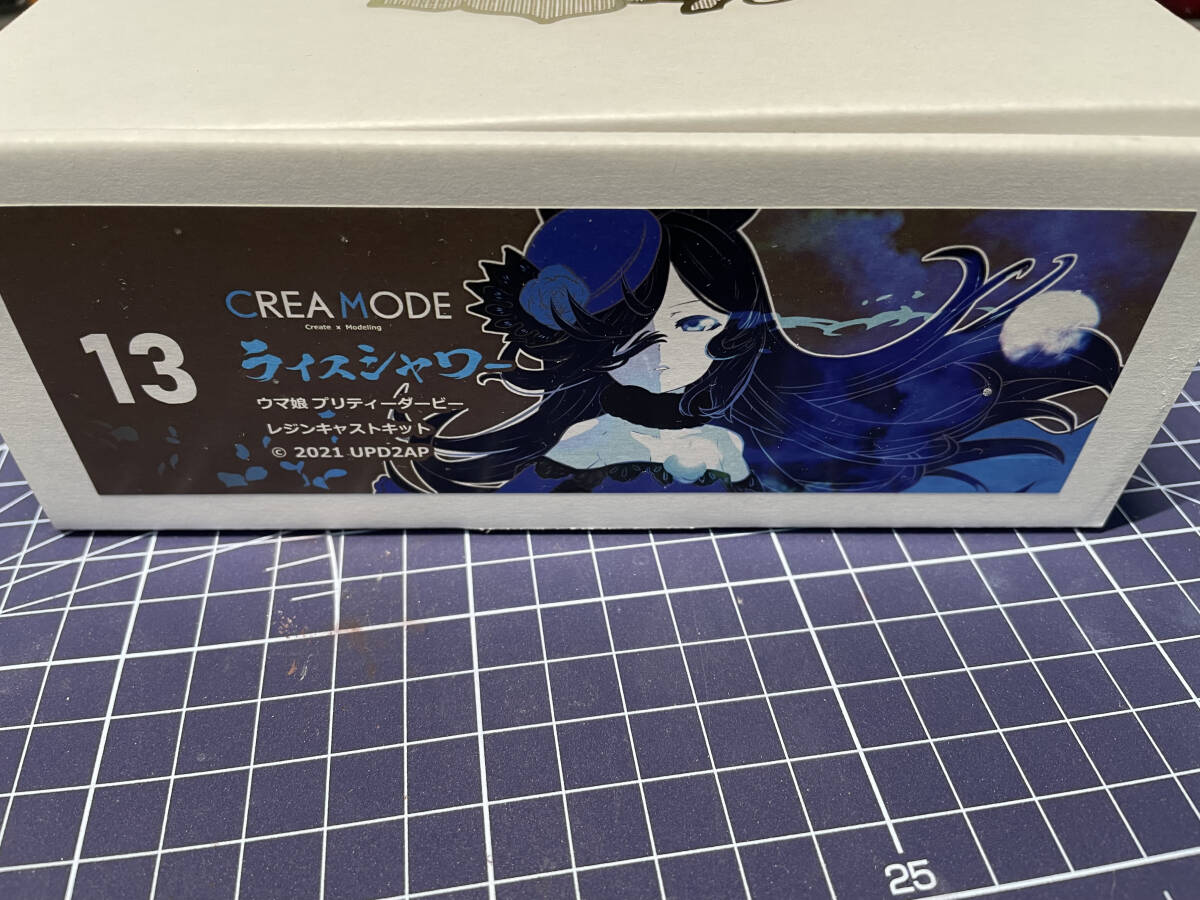 13
CREA MODE
Create × Modeling
ライスシャワー
ウマ娘 プリティーダービー
レジンキャストキット
© 2021 UPD2AP
25